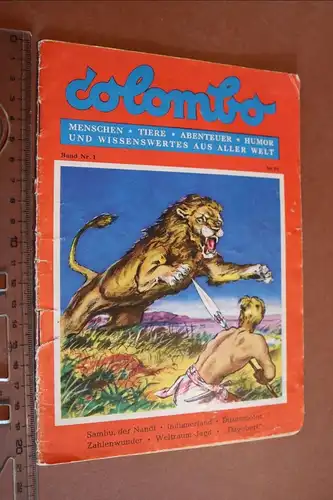 colombo
MENSCHEN • TIERE • ABENTEUER • HUMOR
UND WISSENSWERTES AUS ALLER WELT
Band Nr. 1
Sambu, der Nandi • Indianerland •
Zahlenwunder • Weltraum-Jagd •